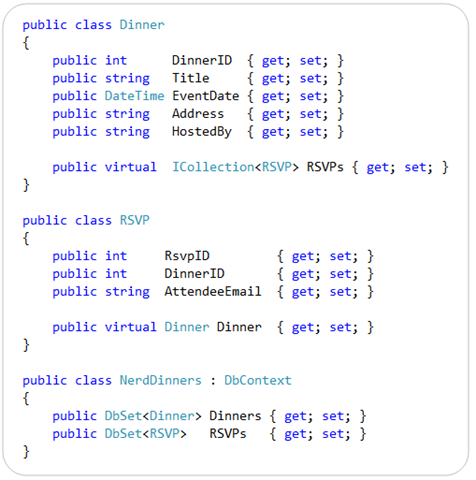 public class Dinner
{
    public int      DinnerID  { get; set; }
    public string   Title     { get; set; }
    public DateTime EventDate { get; set; }
    public string   Address   { get; set; }
    public string   HostedBy  { get; set; }

    public virtual  ICollection<RSVP> RSVPs { get; set; }
}

public class RSVP
{
    public int     RsvpID         { get; set; }
    public int     DinnerID       { get; set; }
    public string  AttendeeEmail  { get; set; }

    public virtual Dinner Dinner  { get; set; }
}

public class NerdDinners : DbContext
{
    public DbSet<Dinner> Dinners { get; set; }
    public DbSet<RSVP>   RSVPs   { get; set; }
}